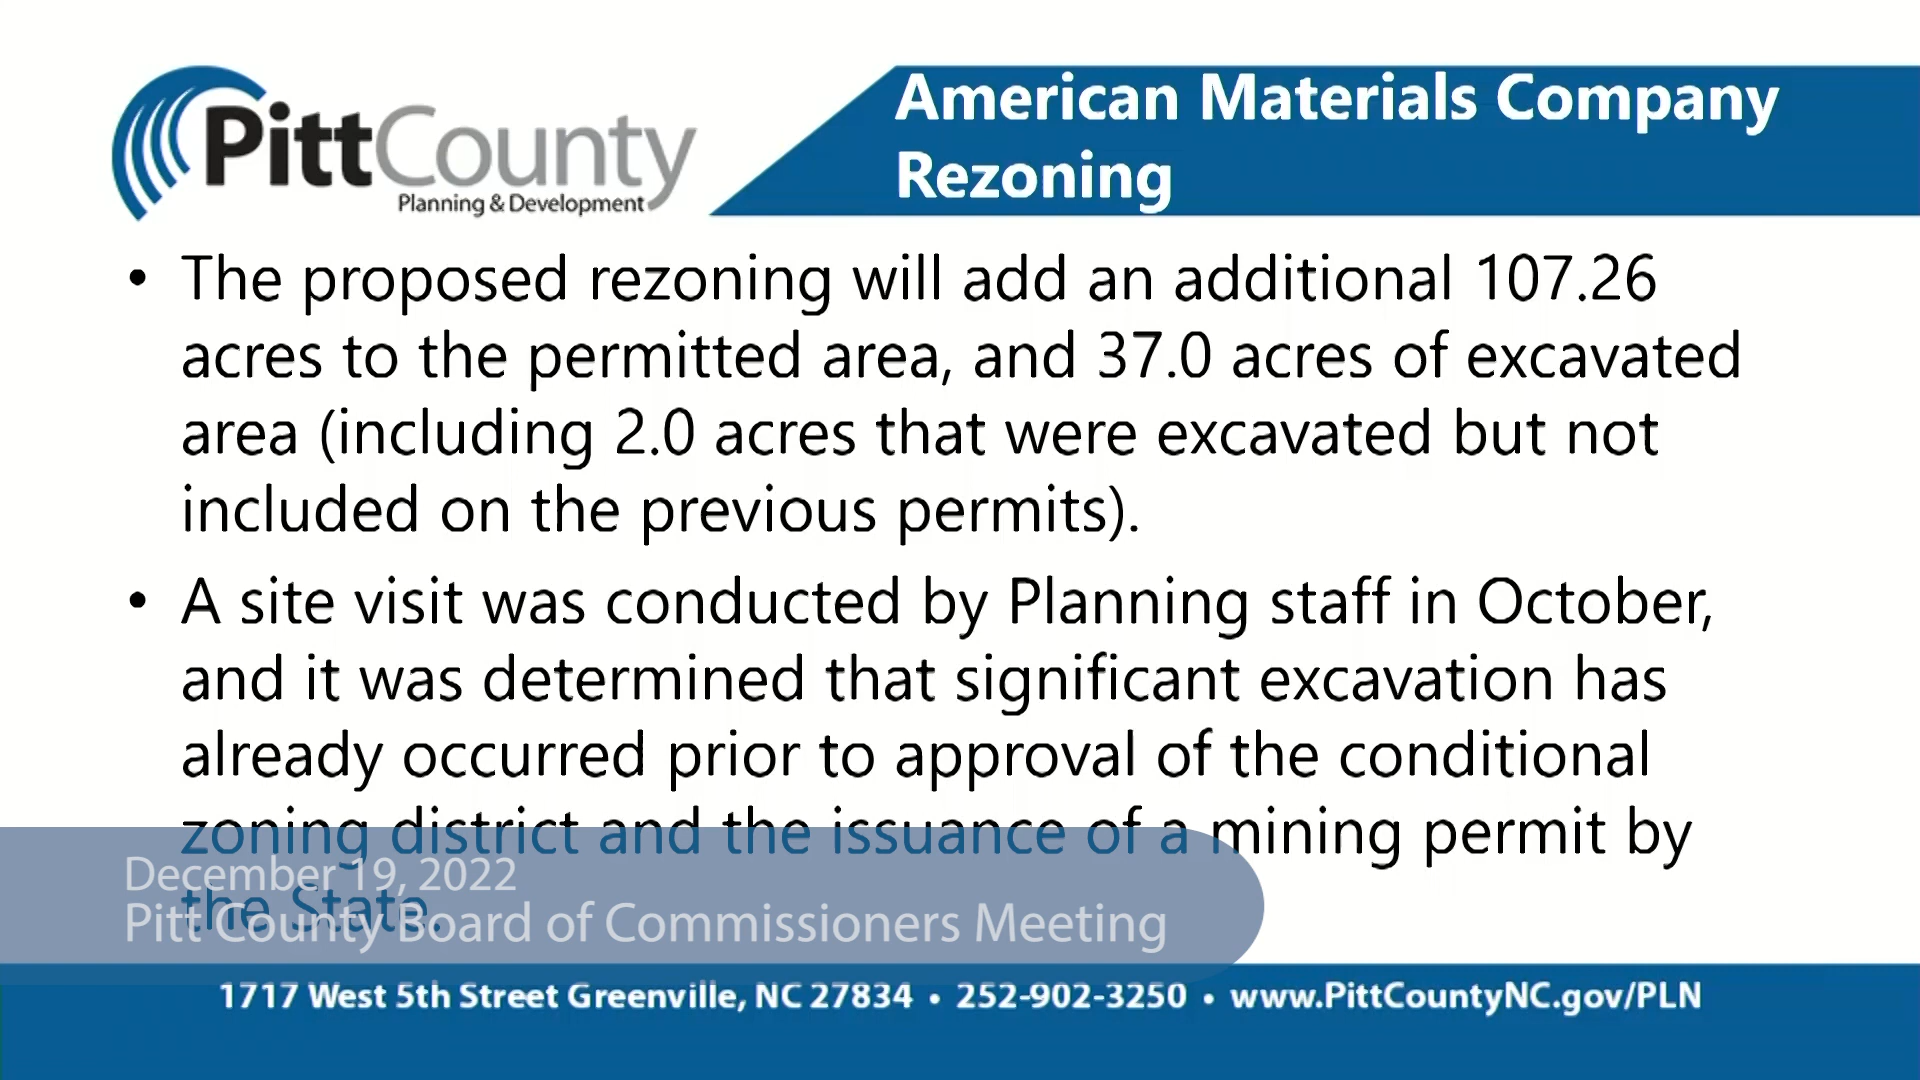 PittCounty
Planning & Development
American Materials Company
Rezoning
• The proposed rezoning will add an additional 107.26
acres to the permitted area, and 37.0 acres of excavated
area (including 2.0 acres that were excavated but not
included on the previous permits).
• A site visit was conducted by Planning staff in October,
and it was determined that significant excavation has
already occurred prior to approval of the conditional
zoning district and the issuance of a mining permit by
the State.
December 19, 2022
Pitt County Board of Commissioners Meeting
1717 West 5th Street Greenville, NC 27834 • 252-902-3250 • www.PittCountyNC.gov/PLN